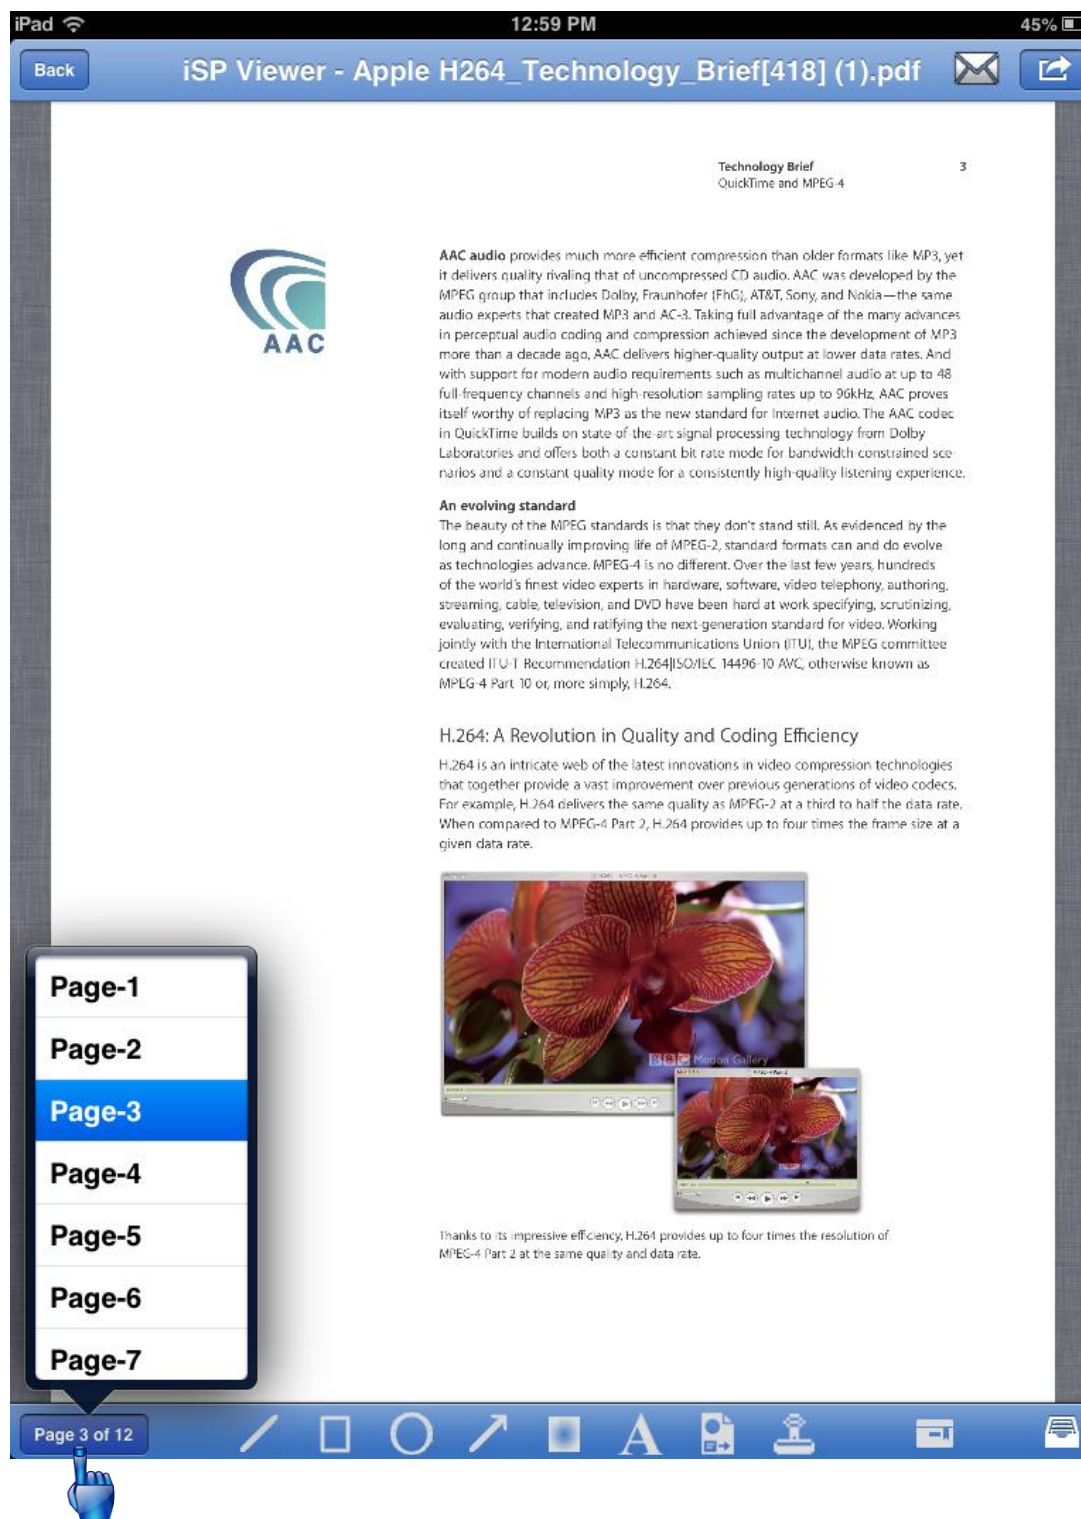 iPad 12:59 PM 45%
Back iSP Viewer - Apple H264_Technology_Brief[418] (1).pdf
Technology Brief 3
QuickTime and MPEG-4
AAC
AAC audio provides much more efficient compression than older formats like MP3, yet
it delivers quality rivaling that of uncompressed CD audio. AAC was developed by the
MPEG group that includes Dolby, Fraunhofer (FhG), AT&T, Sony, and Nokia—the same
audio experts that created MP3 and AC-3. Taking full advantage of the many advances
in perceptual audio coding and compression achieved since the development of MP3
more than a decade ago, AAC delivers higher-quality output at lower data rates. And
with support for modern audio requirements such as multichannel audio at up to 48
full-frequency channels and high-resolution sampling rates up to 96kHz, AAC proves
itself worthy of replacing MP3 as the new standard for Internet audio. The AAC codec
in QuickTime builds on state-of-the-art signal processing technology from Dolby
Laboratories and offers both a constant bit rate mode for bandwidth-constrained sce-
narios and a constant quality mode for a consistently high-quality listening experience.
An evolving standard
The beauty of the MPEG standards is that they don't stand still. As evidenced by the
long and continually improving life of MPEG-2, standard formats can and do evolve
as technologies advance. MPEG-4 is no different. Over the last few years, hundreds
of the world's finest video experts in hardware, software, video telephony, authoring,
streaming, cable, television, and DVD have been hard at work specifying, scrutinizing,
evaluating, verifying, and ratifying the next-generation standard for video. Working
jointly with the International Telecommunications Union (ITU), the MPEG committee
created ITU-T Recommendation H.264|ISO/IEC 14496-10 AVC, otherwise known as
MPEG-4 Part 10 or, more simply, H.264.
H.264: A Revolution in Quality and Coding Efficiency
H.264 is an intricate web of the latest innovations in video compression technologies
that together provide a vast improvement over previous generations of video codecs.
For example, H.264 delivers the same quality as MPEG-2 at a third to half the data rate.
When compared to MPEG-4 Part 2, H.264 provides up to four times the frame size at a
given data rate.
BBC Motion Gallery
MPEG-4 Part 2
Thanks to its impressive efficiency, H.264 provides up to four times the resolution of
MPEG-4 Part 2 at the same quality and data rate.
Page-1
Page-2
Page-3
Page-4
Page-5
Page-6
Page-7
Page 3 of 12
A